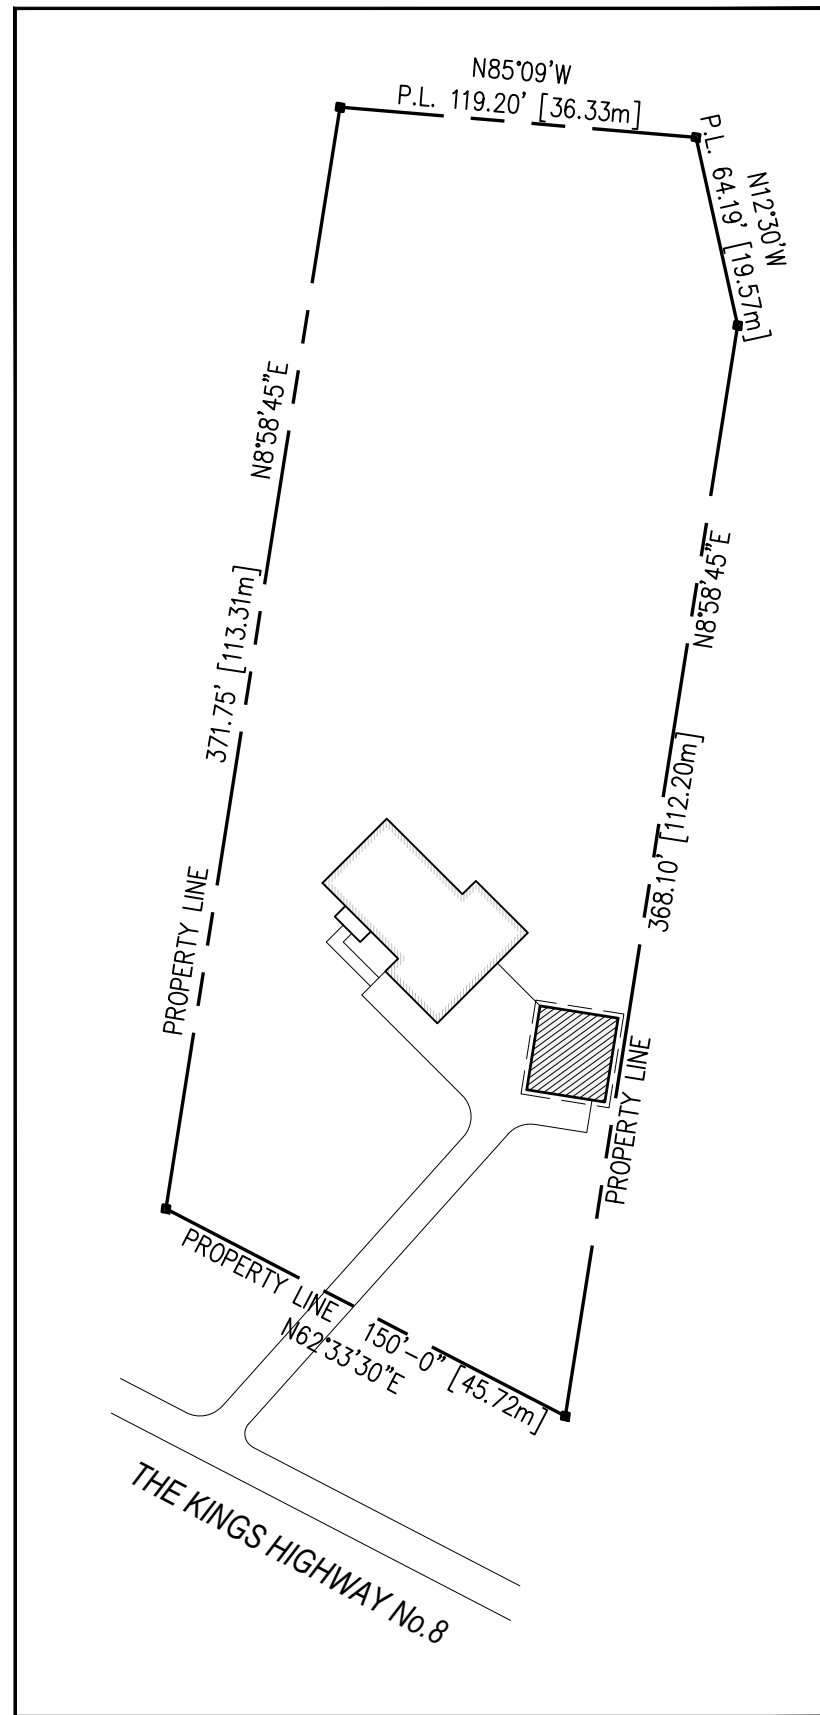 N85°09'W
P.L. 119.20' [36.33m]
P.L. 64.19' [19.57m]
N12°30'W
N8°58'45"E
371.75' [113.31m]
PROPERTY LINE
N8°58'45"E
368.10' [112.20m]
PROPERTY LINE
PROPERTY LINE 150'-0" [45.72m]
N62°33'30"E
THE KINGS HIGHWAY No.8